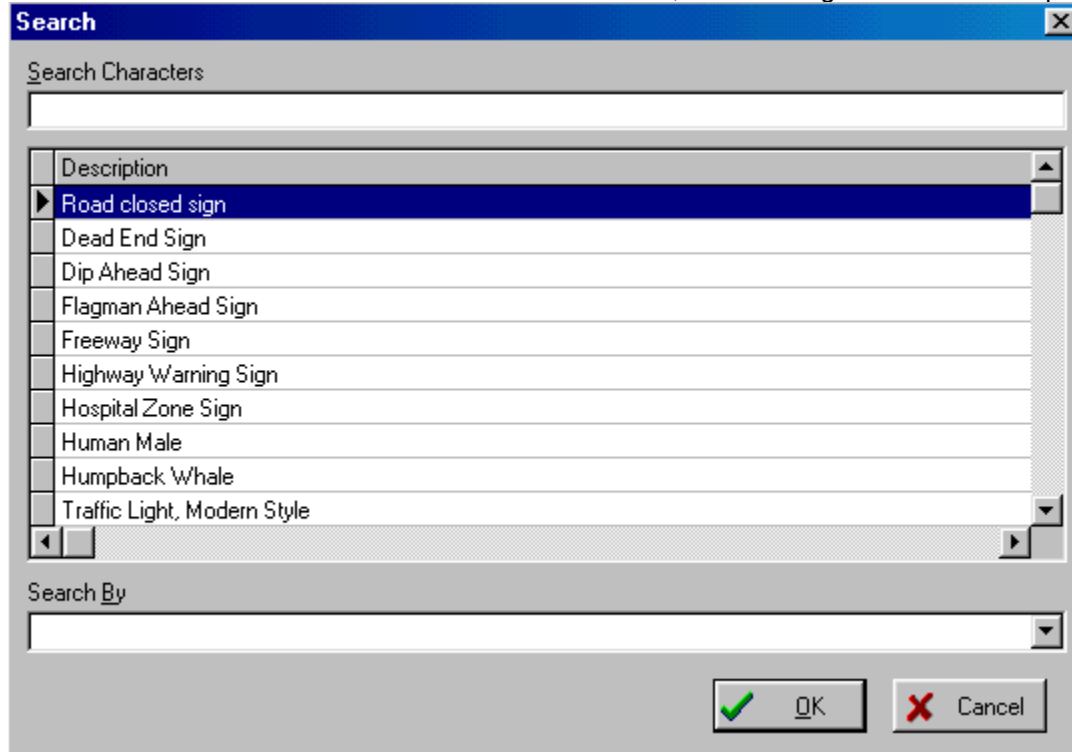 Search
Search Characters
Description
Road closed sign
Dead End Sign
Dip Ahead Sign
Flagman Ahead Sign
Freeway Sign
Highway Warning Sign
Hospital Zone Sign
Human Male
Humpback Whale
Traffic Light, Modern Style
Search By
OK
Cancel